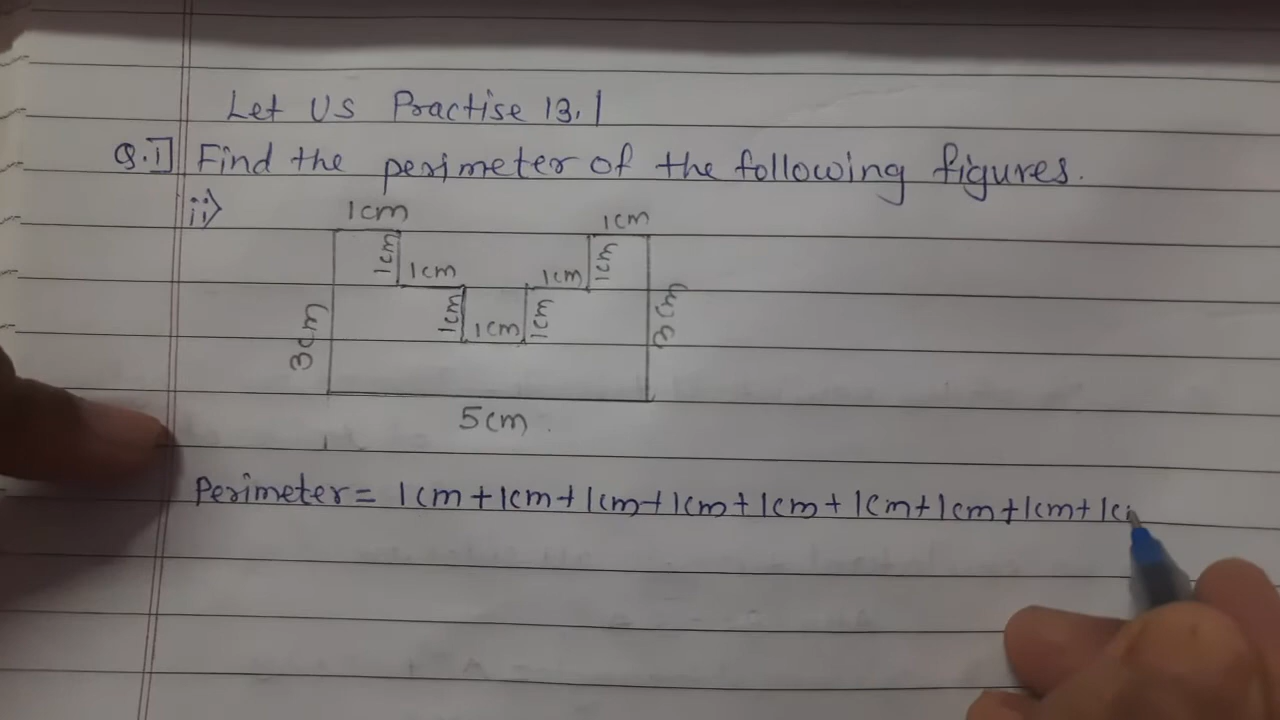 Let Us Practise 13.1
Q.1] Find the perimeter of the following figures.
ii)
1cm 1cm
1cm 1cm
1cm 1cm
1cm 1cm
1cm
3cm 3cm
5cm
Perimeter = 1cm + 1cm + 1cm + 1cm + 1cm + 1cm + 1cm + 1cm + 1c